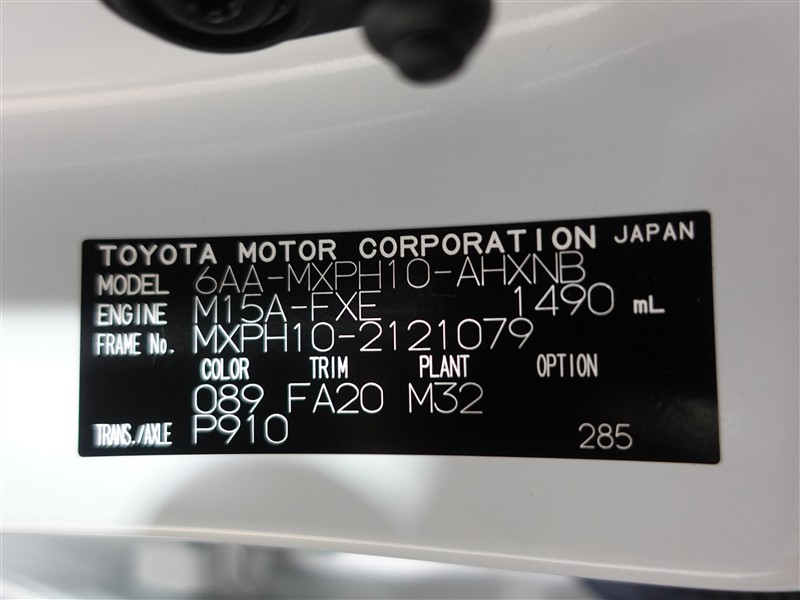 TOYOTA MOTOR CORPORATION JAPAN
MODEL 6AA-MXPH10-AHXNB
ENGINE M15A-FXE 1490 mL
FRAME No. MXPH10-2121079
COLOR TRIM PLANT OPTION
089 FA20 M32
TRANS./AXLE P910 285